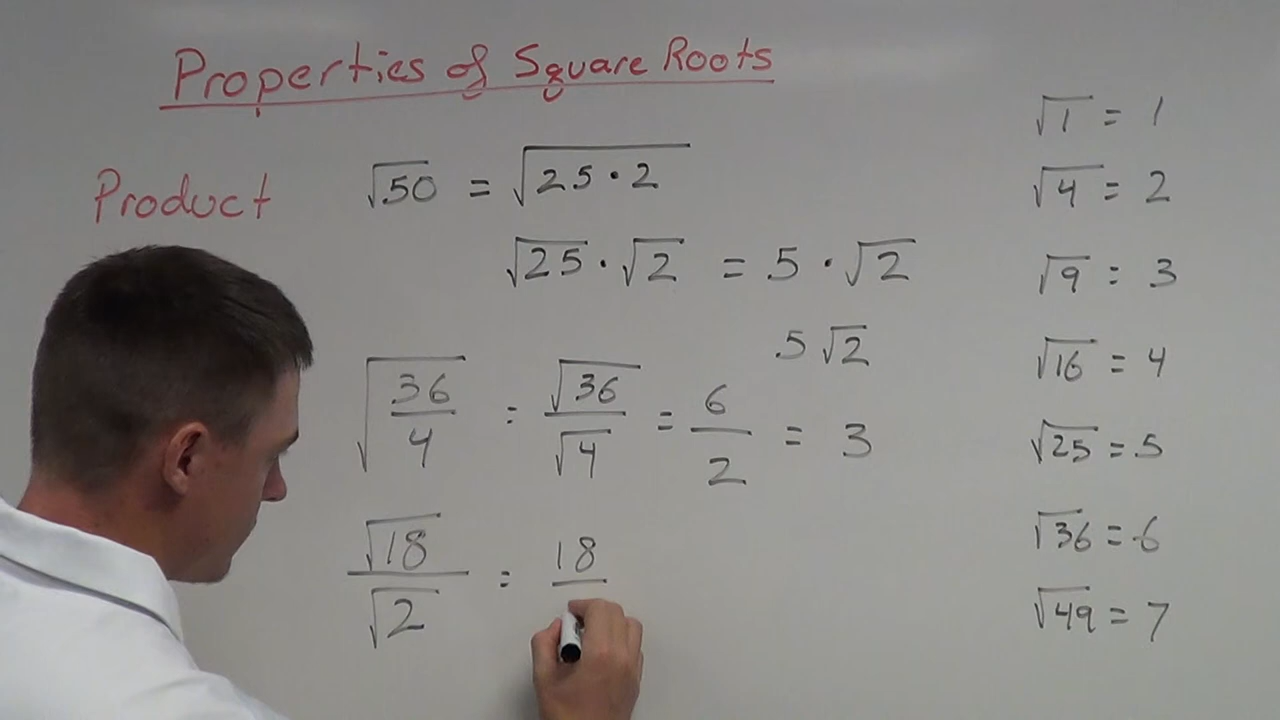 Properties of Square Roots
Product √50 = √25·2
√25 · √2 = 5 · √2
5√2
√(36/4) = √36/√4 = 6/2 = 3
√18/√2 = 18/
√1 = 1
√4 = 2
√9 = 3
√16 = 4
√25 = 5
√36 = 6
√49 = 7